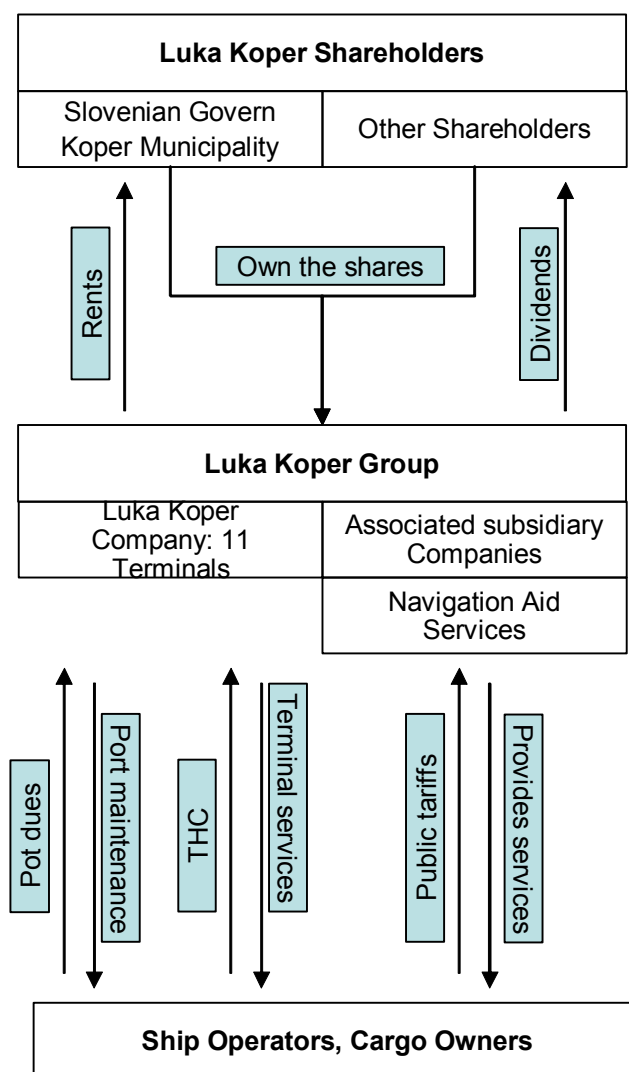 Luka Koper Shareholders
Slovenian Govern
Koper Municipality
Other Shareholders
Rents
Own the shares
Dividends
Luka Koper Group
Luka Koper
Company: 11
Terminals
Associated subsidiary
Companies
Navigation Aid
Services
Pot dues
Port maintenance
THC
Terminal services
Public tariffs
Provides services
Ship Operators, Cargo Owners